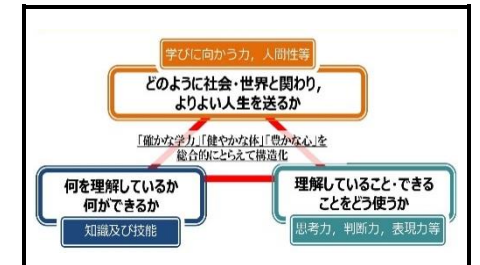 学びに向かう力，人間性等
どのように社会・世界と関わり，
よりよい人生を送るか
「確かな学力」「健やかな体」「豊かな心」を
総合的にとらえて構造化
何を理解しているか
何ができるか
知識及び技能
理解していること・できる
ことをどう使うか
思考力，判断力，表現力等